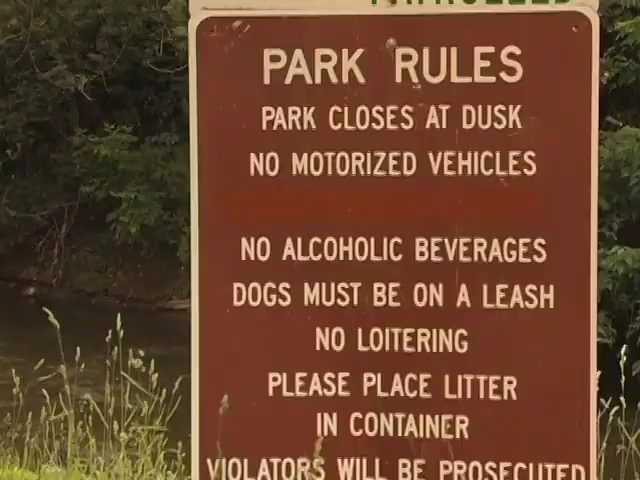 PARK RULES
PARK CLOSES AT DUSK
NO MOTORIZED VEHICLES
NO ALCOHOLIC BEVERAGES
DOGS MUST BE ON A LEASH
NO LOITERING
PLEASE PLACE LITTER
IN CONTAINER
VIOLATORS WILL BE PROSECUTED